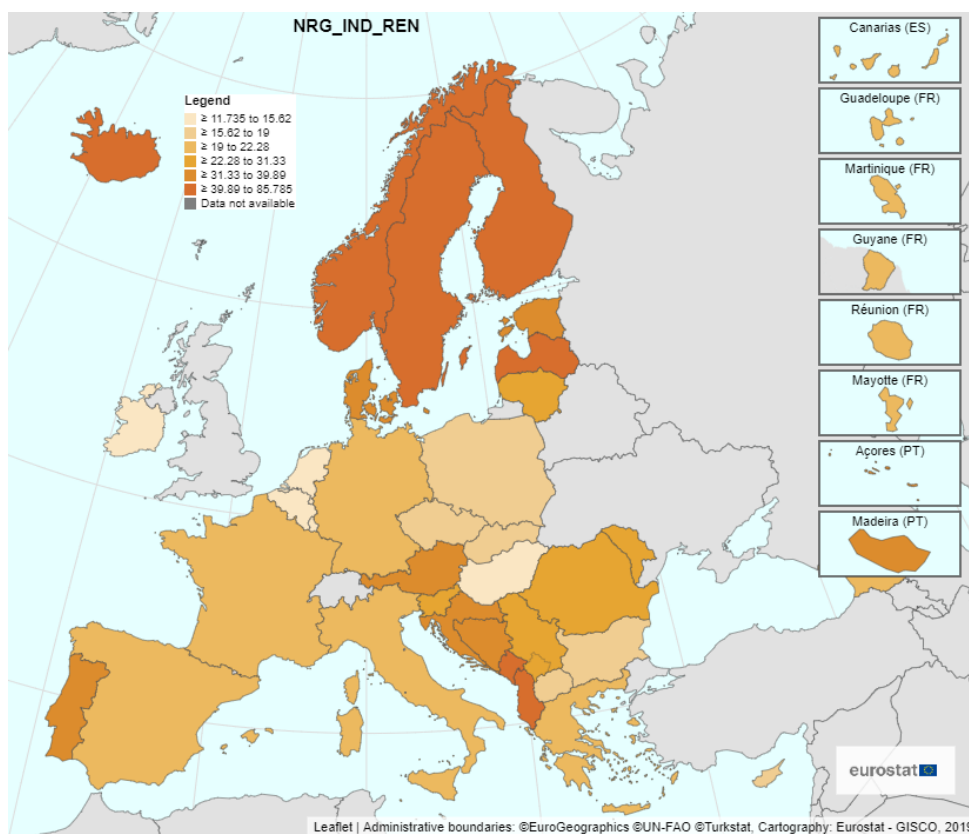 NRG_IND_REN
Legend
≥ 11.735 to 15.62
≥ 15.62 to 19
≥ 19 to 22.28
≥ 22.28 to 31.33
≥ 31.33 to 39.89
≥ 39.89 to 85.785
Data not available
Canarias (ES)
Guadeloupe (FR)
Martinique (FR)
Guyane (FR)
Réunion (FR)
Mayotte (FR)
Açores (PT)
Madeira (PT)
eurostat
Leaflet | Administrative boundaries: ©EuroGeographics ©UN-FAO ©Turkstat, Cartography: Eurostat - GISCO, 2019